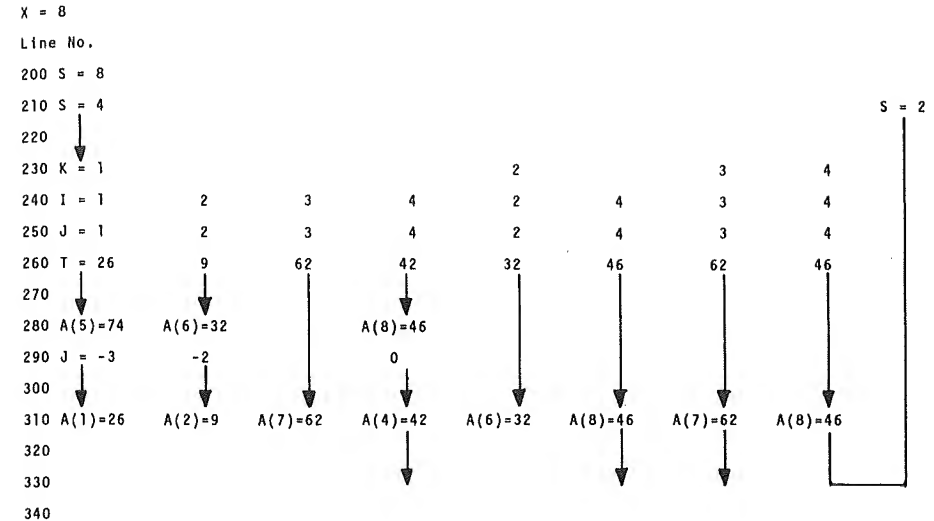 X = 8
Line No.
200 S = 8
210 S = 4 S = 2
220
230 K = 1 2 3 4
240 I = 1 2 3 4 2 4 3 4
250 J = 1 2 3 4 2 4 3 4
260 T = 26 9 62 42 32 46 62 46
270
280 A(5)=74 A(6)=32 A(8)=46
290 J = -3 -2 0
300
310 A(1)=26 A(2)=9 A(7)=62 A(4)=42 A(6)=32 A(8)=46 A(7)=62 A(8)=46
320
330
340